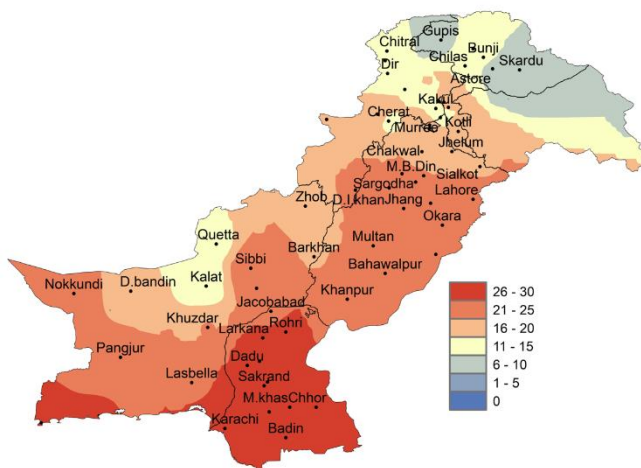 Gupis
Chitral
Bunji
Chilas
Skardu
Dir
Astore
Kakul
Cherat
Kotli
Murree
Jhelum
Chakwal
M.B.Din
Sialkot
Sargodha
Lahore
Zhob
D.I.khan
Jhang
Okara
Quetta
Multan
Barkhan
Sibbi
Bahawalpur
Nokkundi
D.bandin
Kalat
Khanpur
Jacobabad
Khuzdar
Larkana
Rohri
Pangjur
Dadu
Lasbella
Sakrand
M.khas
Chhor
Karachi
Badin
26 - 30
21 - 25
16 - 20
11 - 15
6 - 10
1 - 5
0